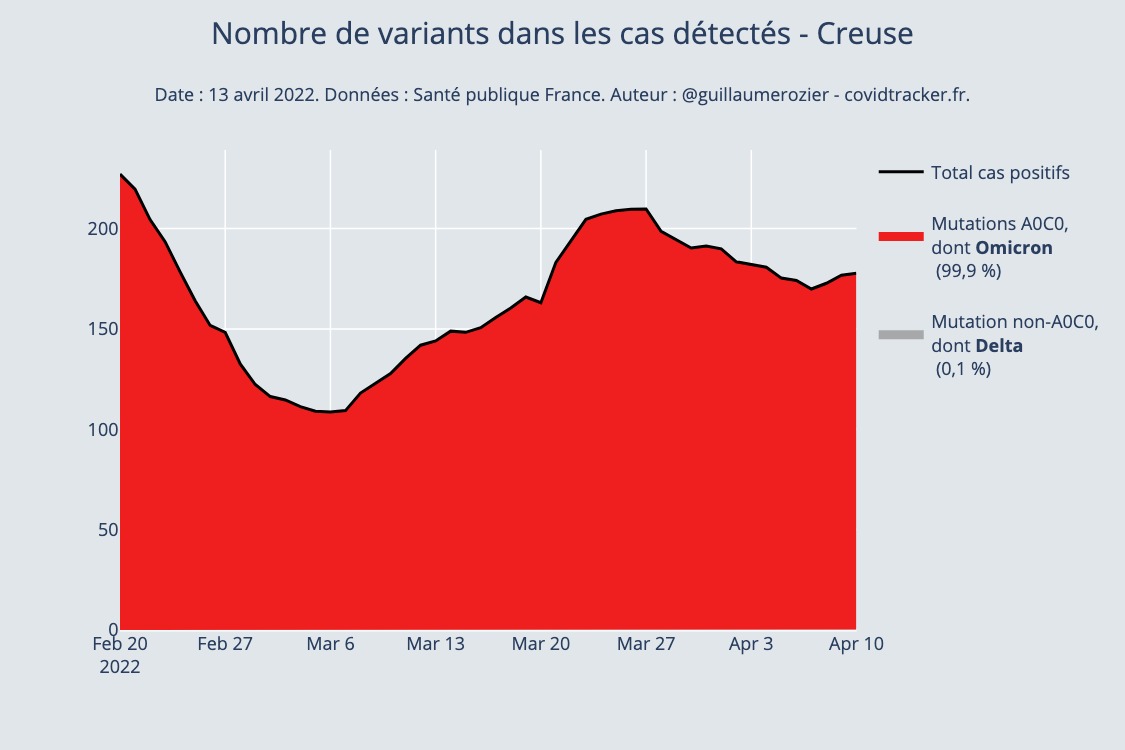 Nombre de variants dans les cas détectés - Creuse
Date : 13 avril 2022. Données : Santé publique France. Auteur : @guillaumerozier - covidtracker.fr.
Total cas positifs
Mutations A0C0,
dont Omicron
(99,9 %)
Mutation non-A0C0,
dont Delta
(0,1 %)
200
150
100
50
0
Feb 20 Feb 27 Mar 6 Mar 13 Mar 20 Mar 27 Apr 3 Apr 10
2022